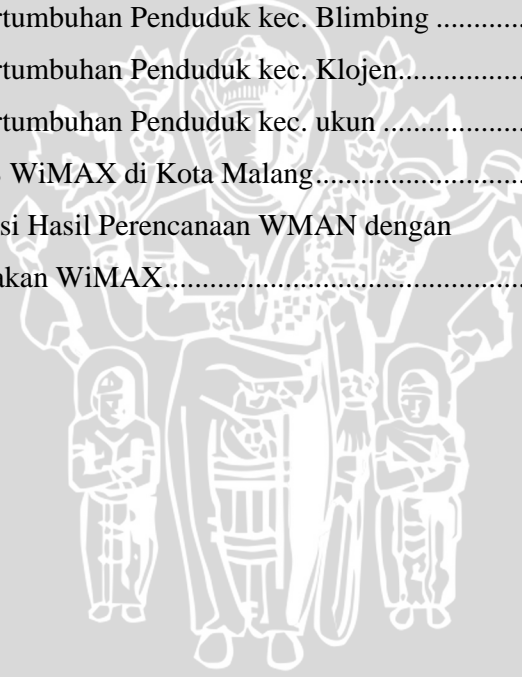 rtumbuhan Penduduk kec. Blimbing ............
rtumbuhan Penduduk kec. Klojen..................
rtumbuhan Penduduk kec. ukun ....................
WiMAX di Kota Malang..............................
si Hasil Perencanaan WMAN dengan
akan WiMAX..................................................